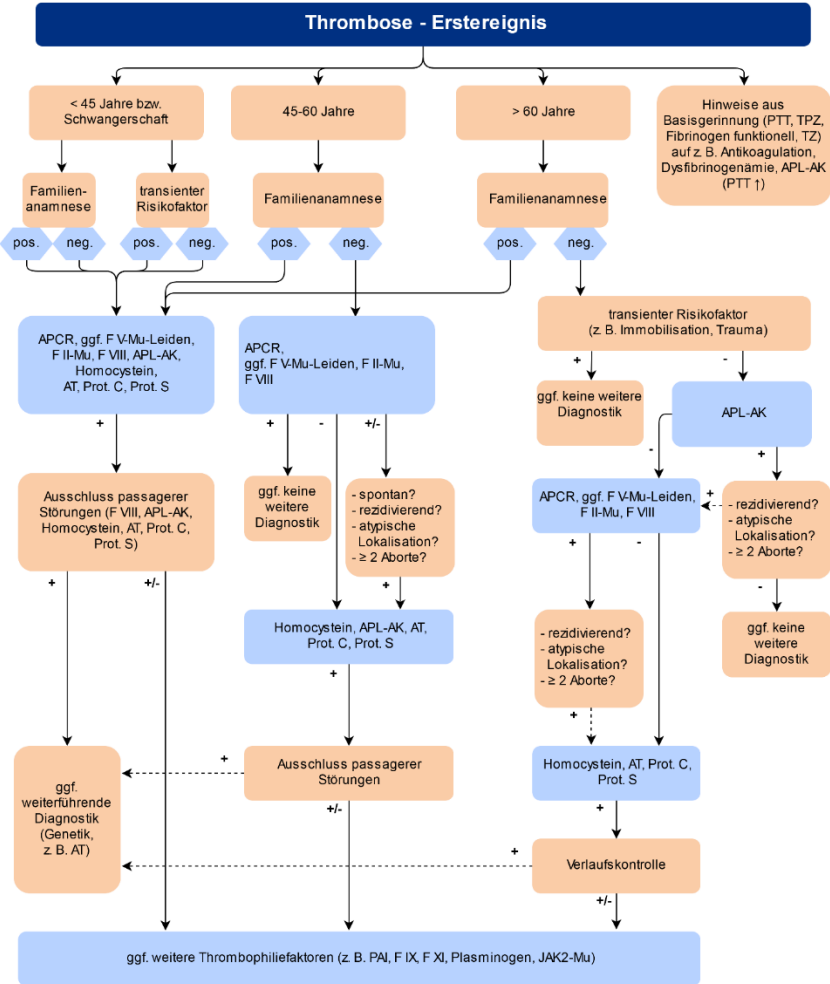 Thrombose - Erstereignis
< 45 Jahre bzw.
Schwangerschaft
45-60 Jahre
> 60 Jahre
Hinweise aus
Basisgerinnung (PTT, TPZ,
Fibrinogen funktionell, TZ)
auf z. B. Antikoagulation,
Dysfibrinogenämie, APL-AK
(PTT ↑)
Familien-
anamnese
transienter
Risikofaktor
Familienanamnese
Familienanamnese
pos.
neg.
pos.
neg.
pos.
neg.
pos.
neg.
transienter Risikofaktor
(z. B. Immobilisation, Trauma)
+
-
APCR, ggf. F V-Mu-Leiden,
F II-Mu, F VIII, APL-AK,
Homocystein,
AT, Prot. C, Prot. S
APCR,
ggf. F V-Mu-Leiden, F II-Mu,
F VIII
ggf. keine weitere
Diagnostik
APL-AK
+
+
-
+/-
-
+
Ausschluss passagerer
Störungen (F VIII, APL-AK,
Homocystein, AT, Prot. C,
Prot. S)
ggf. keine
weitere
Diagnostik
- spontan?
- rezidivierend?
- atypische
Lokalisation?
- ≥ 2 Aborte?
APCR, ggf. F V-Mu-Leiden,
F II-Mu, F VIII
+
- rezidivierend?
- atypische
Lokalisation?
- ≥ 2 Aborte?
+
+/-
+
+
-
-
Homocystein, APL-AK, AT,
Prot. C, Prot. S
- rezidivierend?
- atypische
Lokalisation?
- ≥ 2 Aborte?
ggf. keine
weitere
Diagnostik
+
+
ggf.
weiterführende
Diagnostik
(Genetik,
z. B. AT)
+
Ausschluss passagerer
Störungen
Homocystein, AT, Prot. C,
Prot. S
+/-
+
+
Verlaufskontrolle
+/-
ggf. weitere Thrombophiliefaktoren (z. B. PAI, F IX, F XI, Plasminogen, JAK2-Mu)